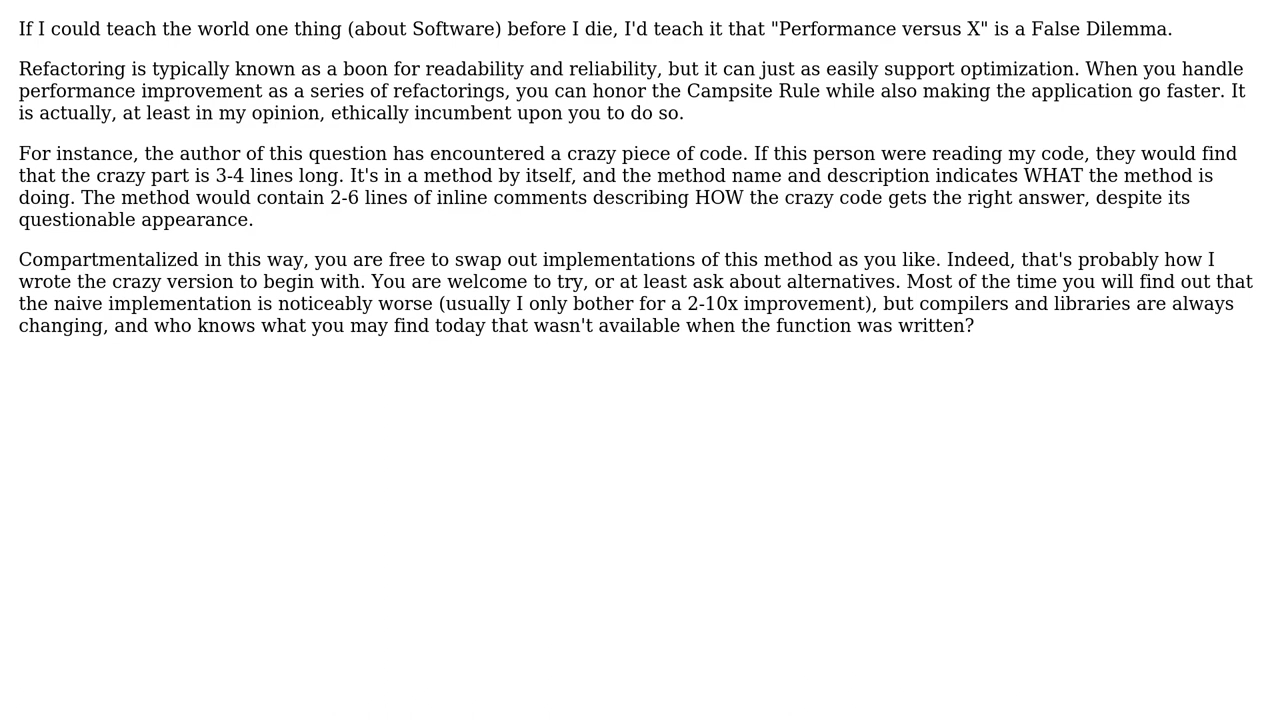 If I could teach the world one thing (about Software) before I die, I'd teach it that "Performance versus X" is a False Dilemma.
Refactoring is typically known as a boon for readability and reliability, but it can just as easily support optimization. When you handle
performance improvement as a series of refactorings, you can honor the Campsite Rule while also making the application go faster. It
is actually, at least in my opinion, ethically incumbent upon you to do so.
For instance, the author of this question has encountered a crazy piece of code. If this person were reading my code, they would find
that the crazy part is 3-4 lines long. It's in a method by itself, and the method name and description indicates WHAT the method is
doing. The method would contain 2-6 lines of inline comments describing HOW the crazy code gets the right answer, despite its
questionable appearance.
Compartmentalized in this way, you are free to swap out implementations of this method as you like. Indeed, that's probably how I
wrote the crazy version to begin with. You are welcome to try, or at least ask about alternatives. Most of the time you will find out that
the naive implementation is noticeably worse (usually I only bother for a 2-10x improvement), but compilers and libraries are always
changing, and who knows what you may find today that wasn't available when the function was written?